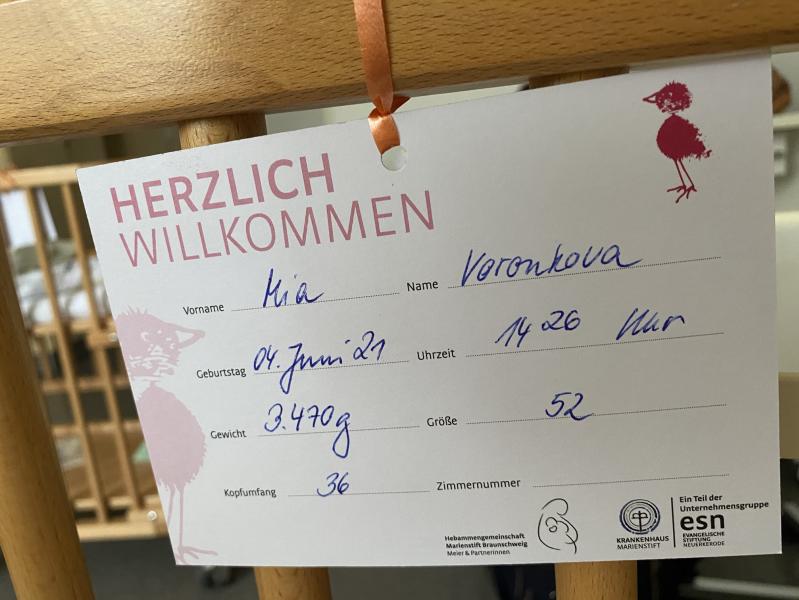 HERZLICH
WILLKOMMEN
Vorname Mia Name Voronkova
Geburtstag 04. Juni 21 Uhrzeit 14 26 Uhr
Gewicht 3.470g Größe 52
Kopfumfang 36 Zimmernummer
Hebammengemeinschaft
Marienstift Braunschweig
Meier & Partnerinnen
KRANKENHAUS
MARIENSTIFT
Ein Teil der
Unternehmensgruppe
esn
EVANGELISCHE
STIFTUNG
NEUERKERODE